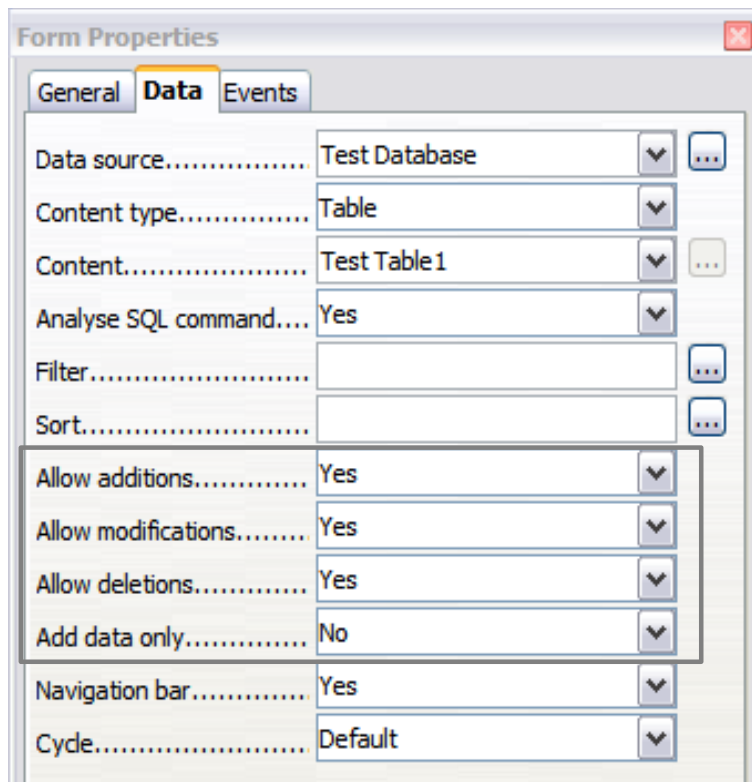 Form Properties
General Data Events
Data source................. Test Database ...
Content type............... Table
Content..................... Test Table1 ...
Analyse SQL command.... Yes
Filter......................... ...
Sort.......................... ...
Allow additions............. Yes
Allow modifications........ Yes
Allow deletions............. Yes
Add data only.............. No
Navigation bar............. Yes
Cycle........................ Default